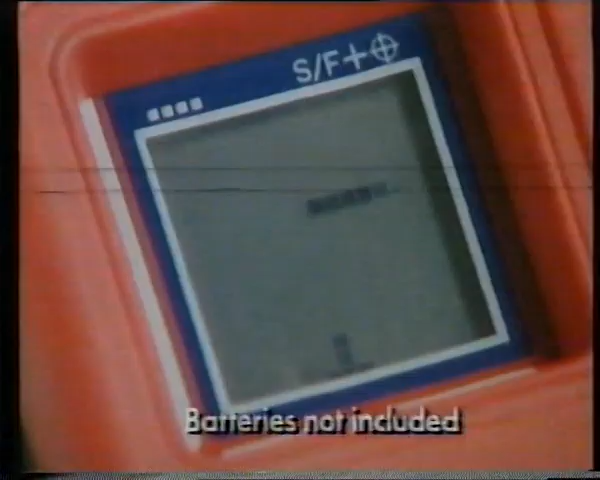 S/F+⌖
Batteries not included